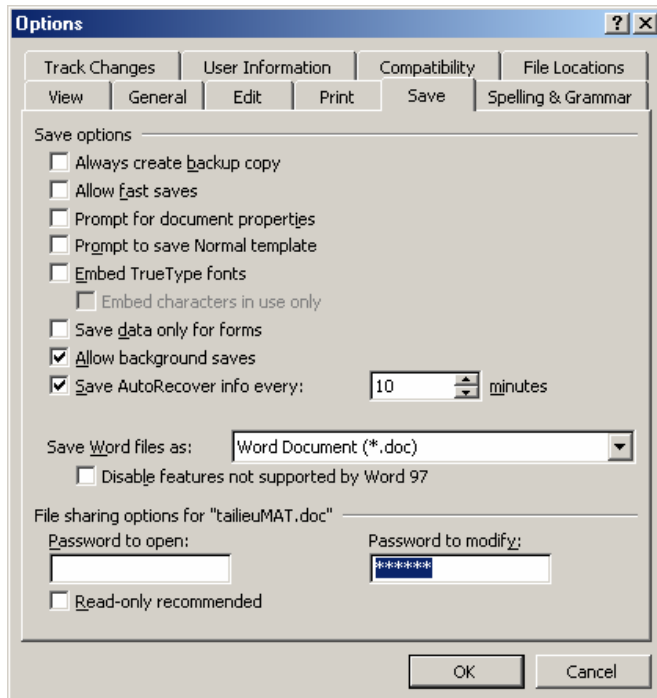 Options
Track Changes User Information Compatibility File Locations
View General Edit Print Save Spelling & Grammar
Save options
Always create backup copy
Allow fast saves
Prompt for document properties
Prompt to save Normal template
Embed TrueType fonts
Embed characters in use only
Save data only for forms
Allow background saves
Save AutoRecover info every: 10 minutes
Save Word files as: Word Document (*.doc)
Disable features not supported by Word 97
File sharing options for "tailieuMAT.doc"
Password to open: Password to modify:
******
Read-only recommended
OK Cancel